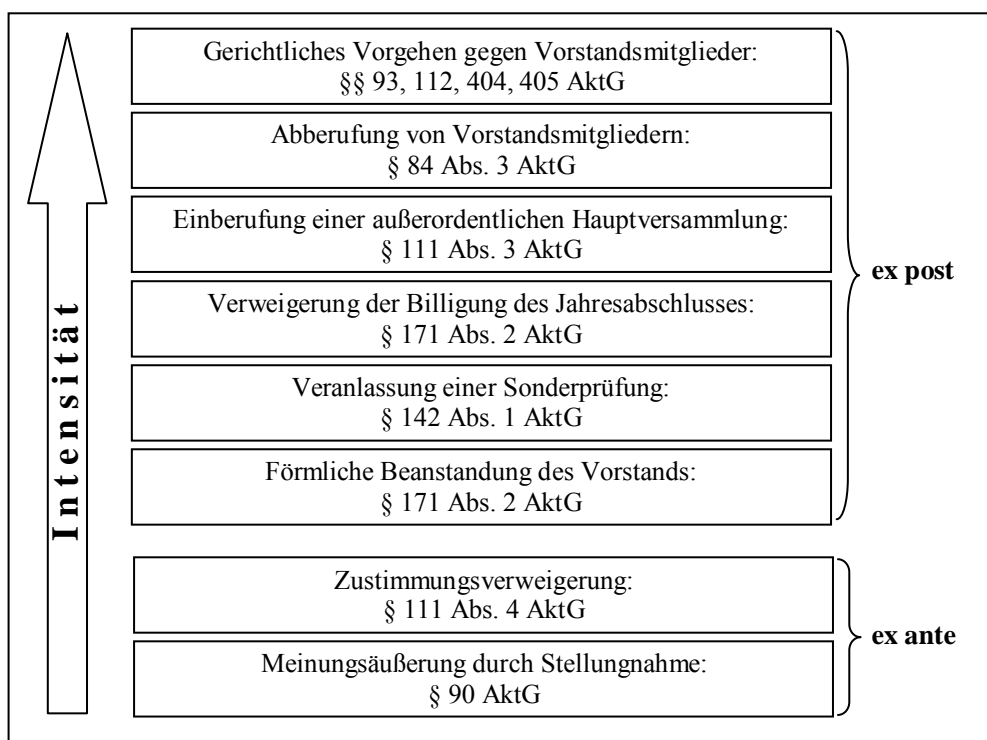 Gerichtliches Vorgehen gegen Vorstandsmitglieder:
§§ 93, 112, 404, 405 AktG
Abberufung von Vorstandsmitgliedern:
§ 84 Abs. 3 AktG
Einberufung einer außerordentlichen Hauptversammlung:
§ 111 Abs. 3 AktG
Verweigerung der Billigung des Jahresabschlusses:
§ 171 Abs. 2 AktG
Veranlassung einer Sonderprüfung:
§ 142 Abs. 1 AktG
Förmliche Beanstandung des Vorstands:
§ 171 Abs. 2 AktG
ex post
Zustimmungsverweigerung:
§ 111 Abs. 4 AktG
Meinungsäußerung durch Stellungnahme:
§ 90 AktG
ex ante
Intensität